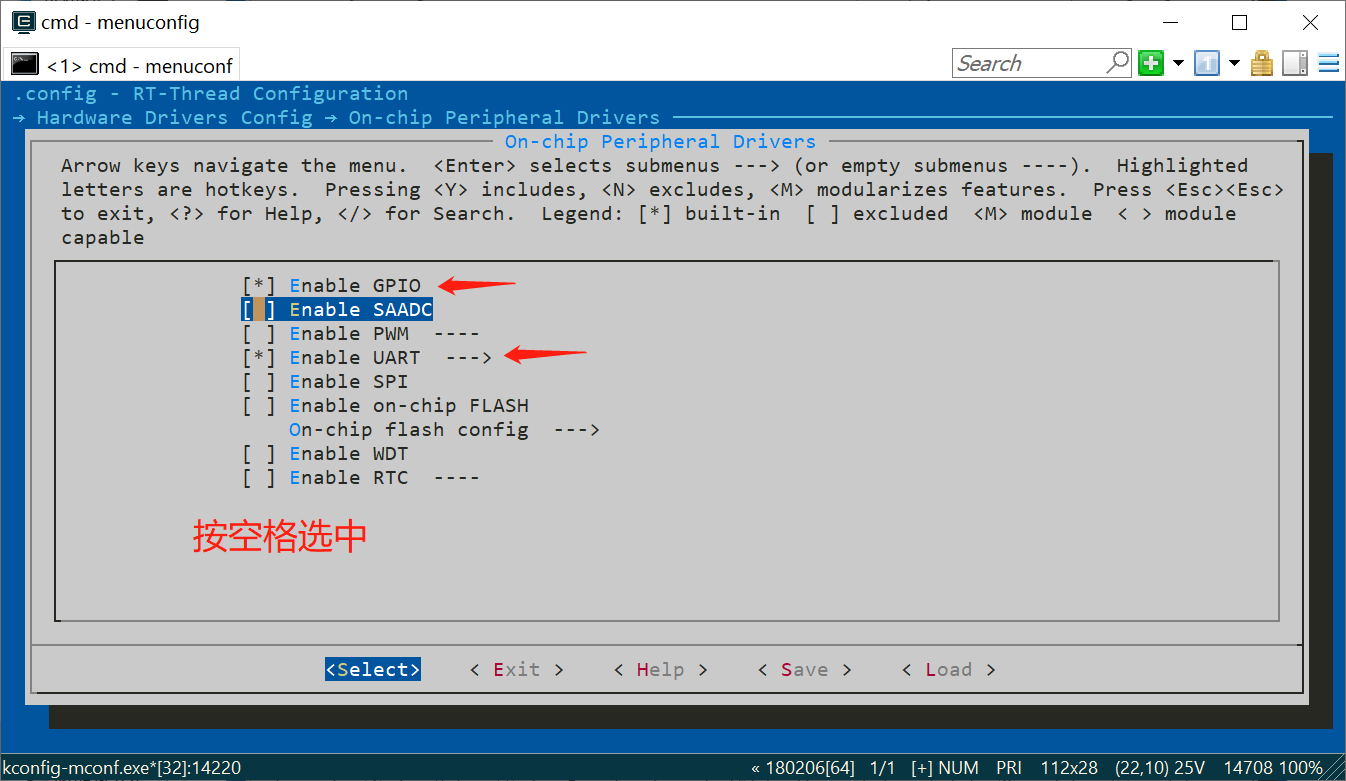 cmd - menuconfig
<1> cmd - menuconf
Search
.config - RT-Thread Configuration
→ Hardware Drivers Config → On-chip Peripheral Drivers
On-chip Peripheral Drivers
Arrow keys navigate the menu.  <Enter> selects submenus ---> (or empty submenus ----).  Highlighted
letters are hotkeys.  Pressing <Y> includes, <N> excludes, <M> modularizes features.  Press <Esc><Esc>
to exit, <?> for Help, </> for Search.  Legend: [*] built-in  [ ] excluded  <M> module  < > module
capable
[*] Enable GPIO
[ ] Enable SAADC
[ ] Enable PWM  ----
[*] Enable UART  --->
[ ] Enable SPI
[ ] Enable on-chip FLASH
On-chip flash config  --->
[ ] Enable WDT
[ ] Enable RTC  ----
按空格选中
<Select>    < Exit >    < Help >    < Save >    < Load >
kconfig-mconf.exe*[32]:14220    « 180206[64]  1/1  [+] NUM  PRI  112x28  (22,10) 25V  14708 100%